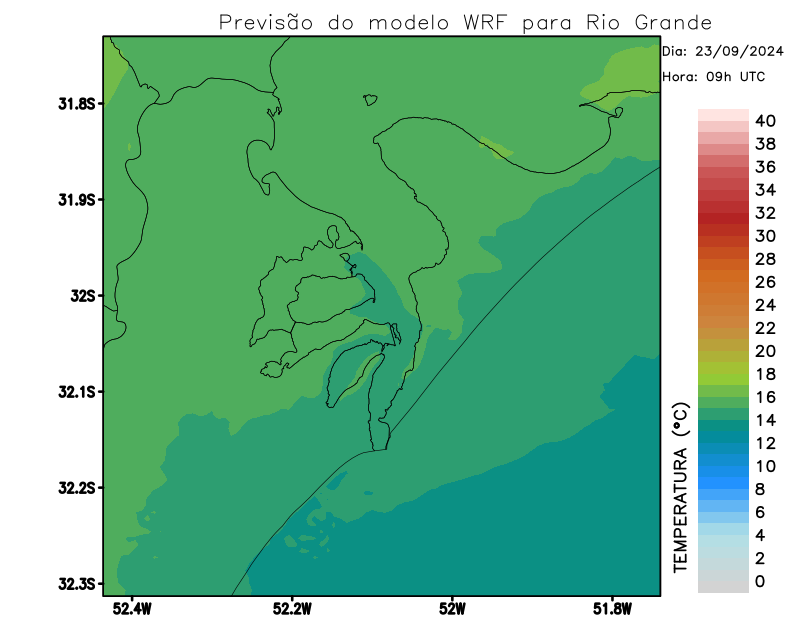 Previsão do modelo WRF para Rio Grande
Dia: 23/09/2024
Hora: 09h UTC
31.8S
31.9S
32S
32.1S
32.2S
32.3S
52.4W
52.2W
52W
51.8W
TEMPERATURA (°C)
40
38
36
34
32
30
28
26
24
22
20
18
16
14
12
10
8
6
4
2
0